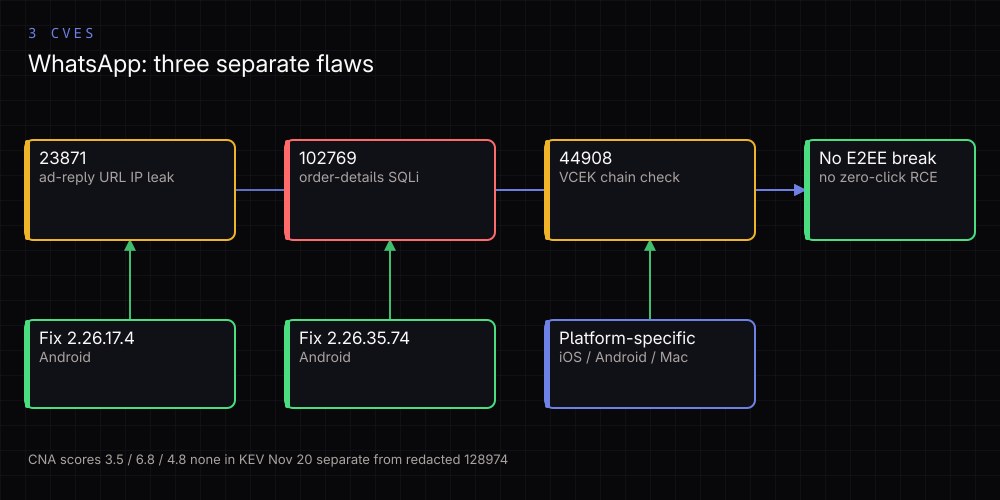 3 CVES
WhatsApp: three separate flaws
23871
ad-reply URL IP leak
102769
order-details SQLi
44908
VCEK chain check
No E2EE break
no zero-click RCE
Fix 2.26.17.4
Android
Fix 2.26.35.74
Android
Platform-specific
iOS / Android / Mac
CNA scores 3.5 / 6.8 / 4.8 none in KEV Nov 20 separate from redacted 128974